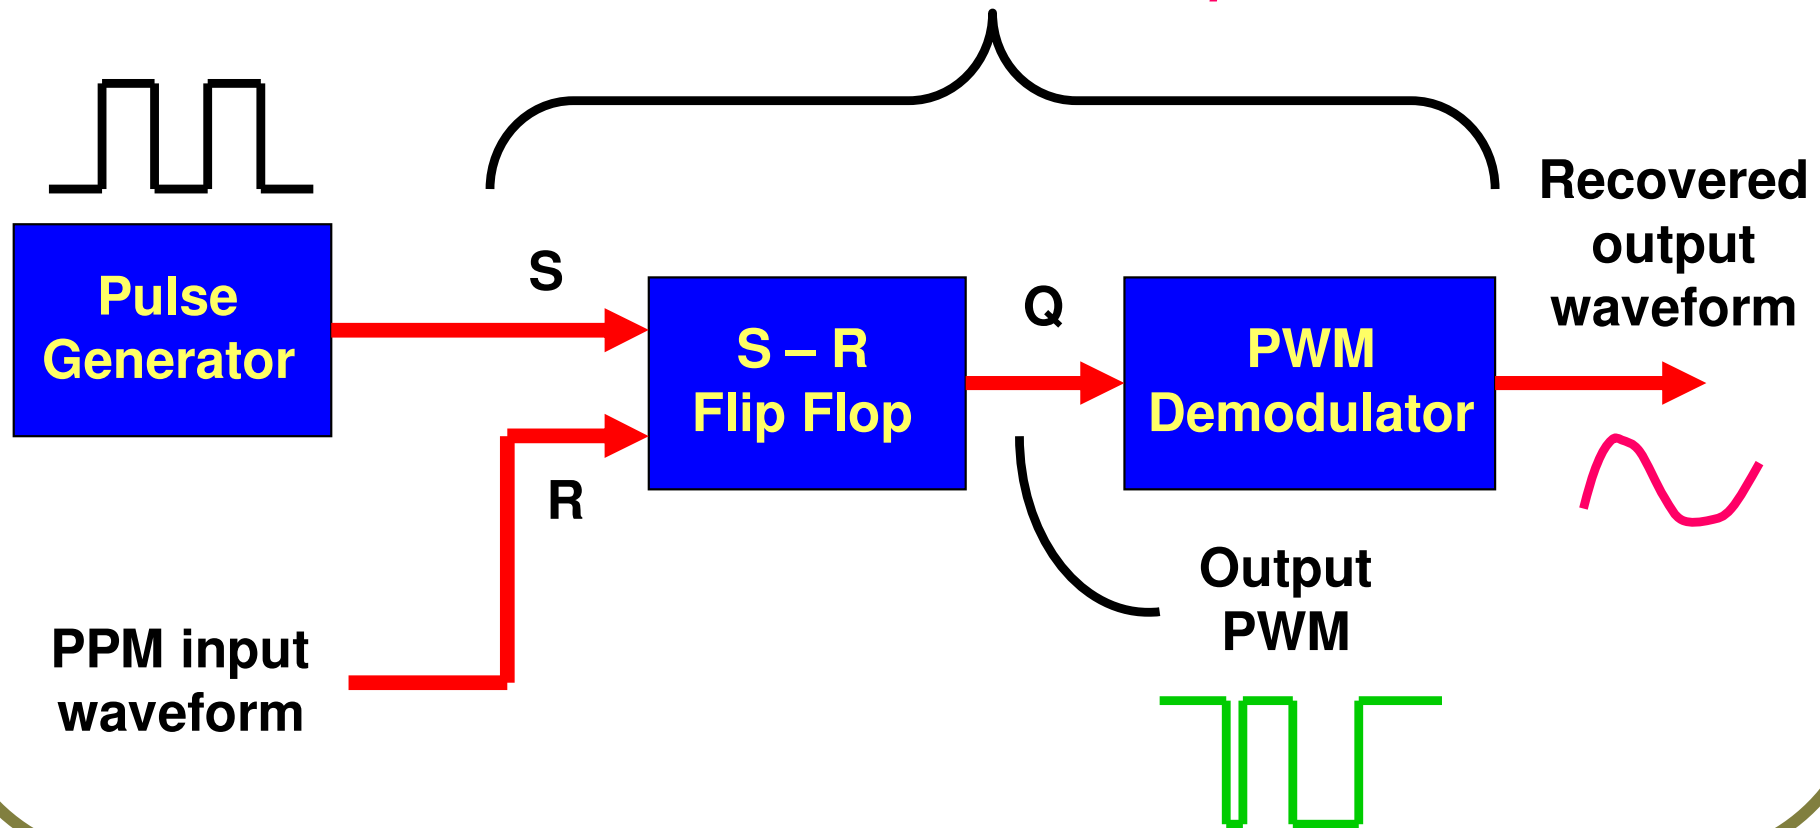 Pulse
Generator
S
R
PPM input
waveform
S – R
Flip Flop
Q
PWM
Demodulator
Output
PWM
Recovered
output
waveform